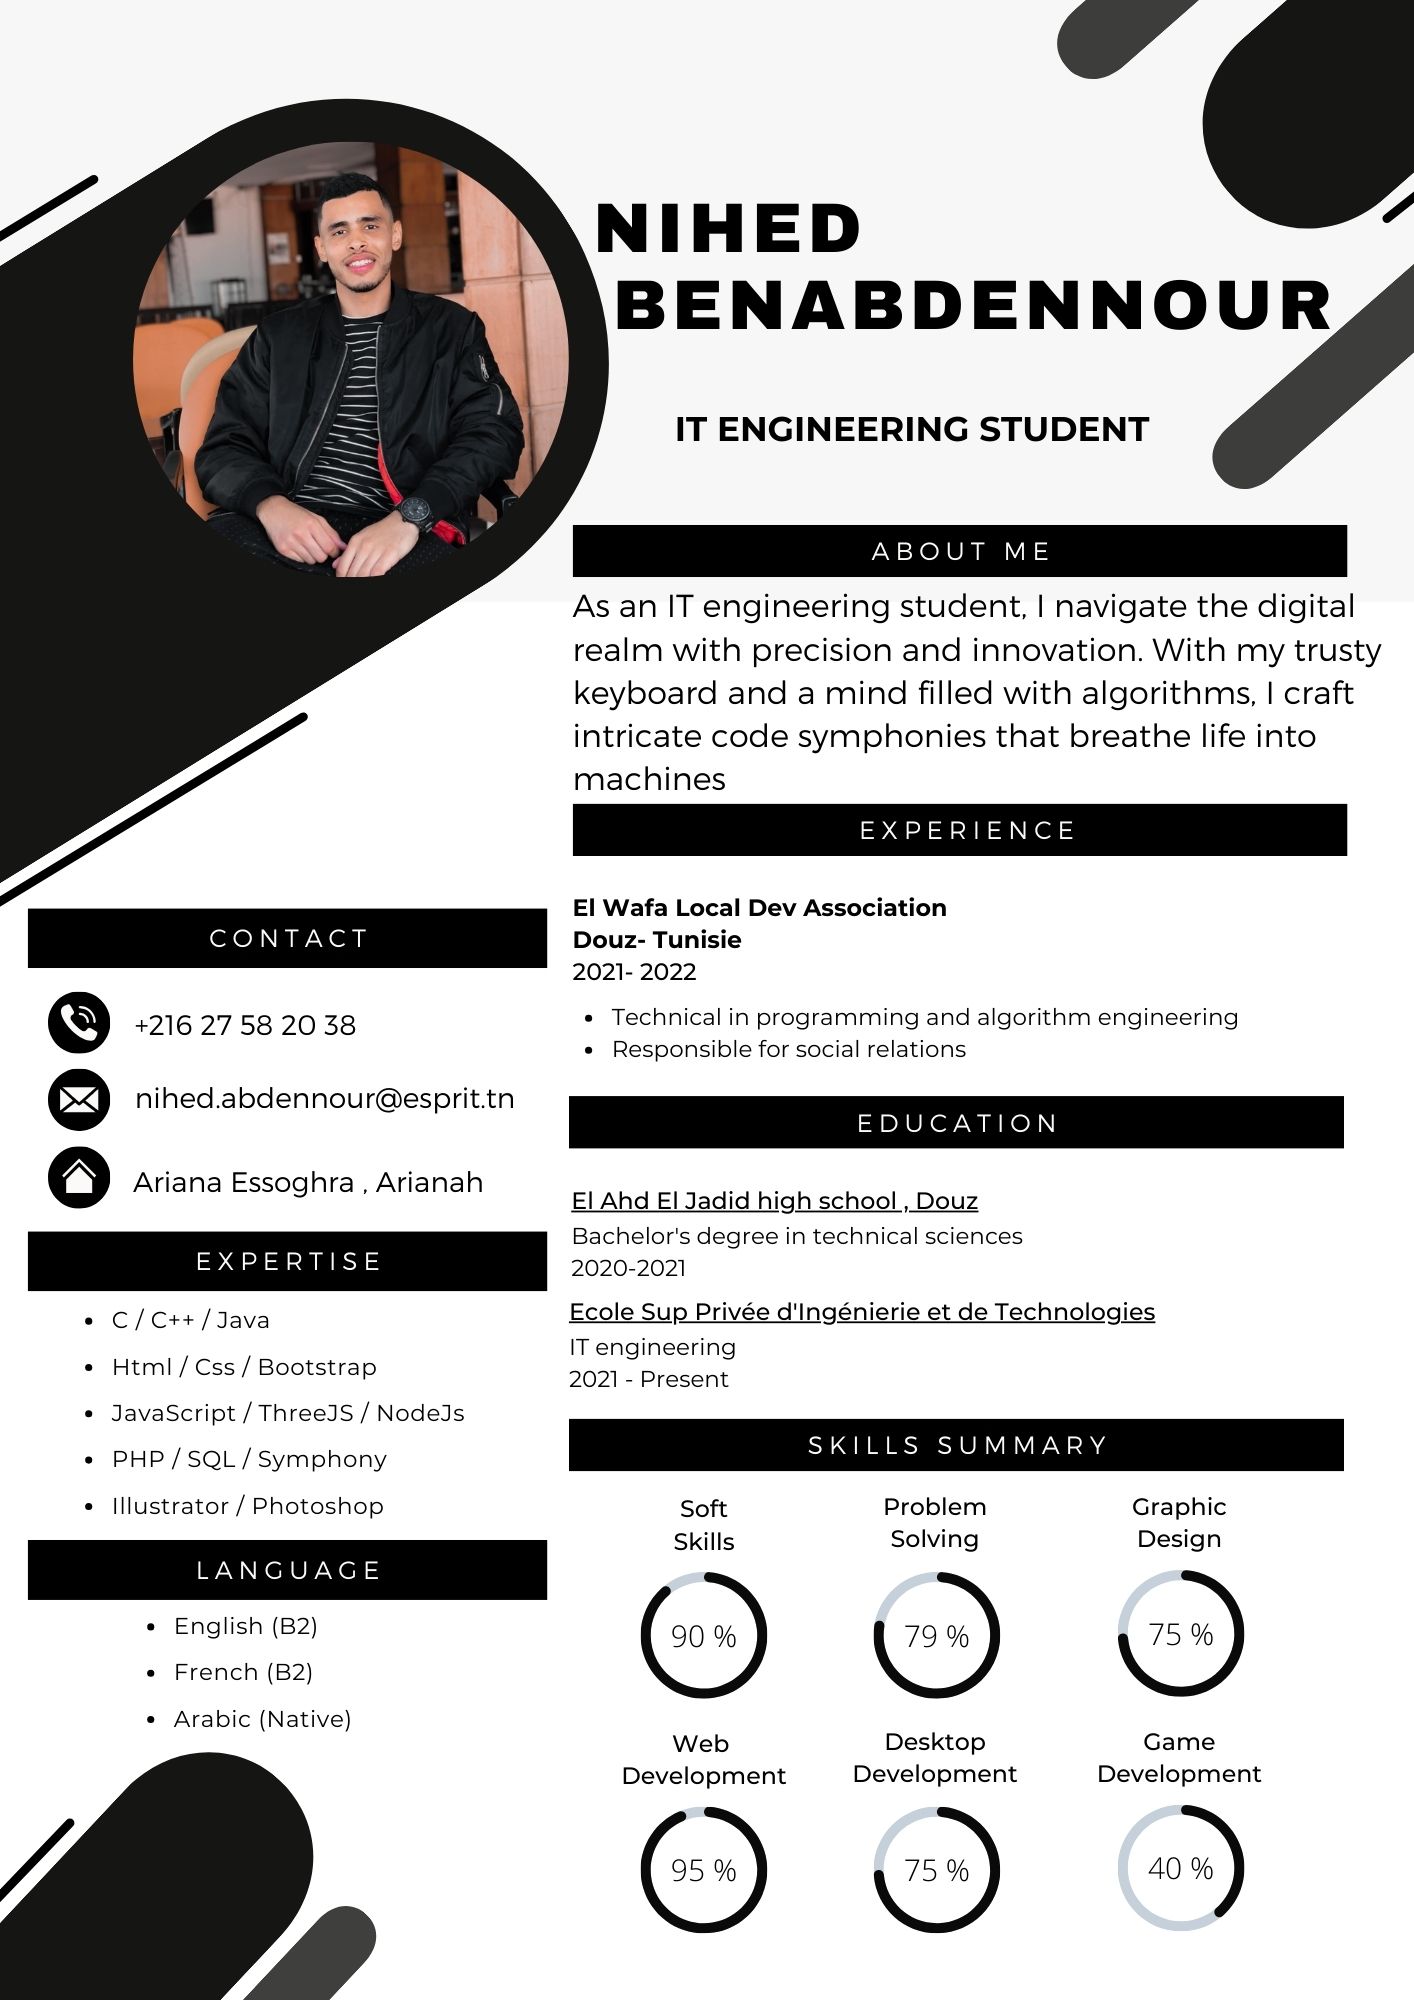 NIHED
BENABDENNOUR
IT ENGINEERING STUDENT
ABOUT ME
As an IT engineering student, I navigate the digital
realm with precision and innovation. With my trusty
keyboard and a mind filled with algorithms, I craft
intricate code symphonies that breathe life into
machines
EXPERIENCE
El Wafa Local Dev Association
Douz- Tunisie
2021- 2022
• Technical in programming and algorithm engineering
• Responsible for social relations
EDUCATION
El Ahd El Jadid high school , Douz
Bachelor's degree in technical sciences
2020-2021
Ecole Sup Privée d'Ingénierie et de Technologies
IT engineering
2021 - Present
SKILLS SUMMARY
Soft
Skills
90 %
Problem
Solving
79 %
Graphic
Design
75 %
Web
Development
95 %
Desktop
Development
75 %
Game
Development
40 %
CONTACT
+216 27 58 20 38
nihed.abdennour@esprit.tn
Ariana Essoghra , Arianah
EXPERTISE
• C / C++ / Java
• Html / Css / Bootstrap
• JavaScript / ThreeJS / NodeJs
• PHP / SQL / Symphony
• Illustrator / Photoshop
LANGUAGE
• English (B2)
• French (B2)
• Arabic (Native)